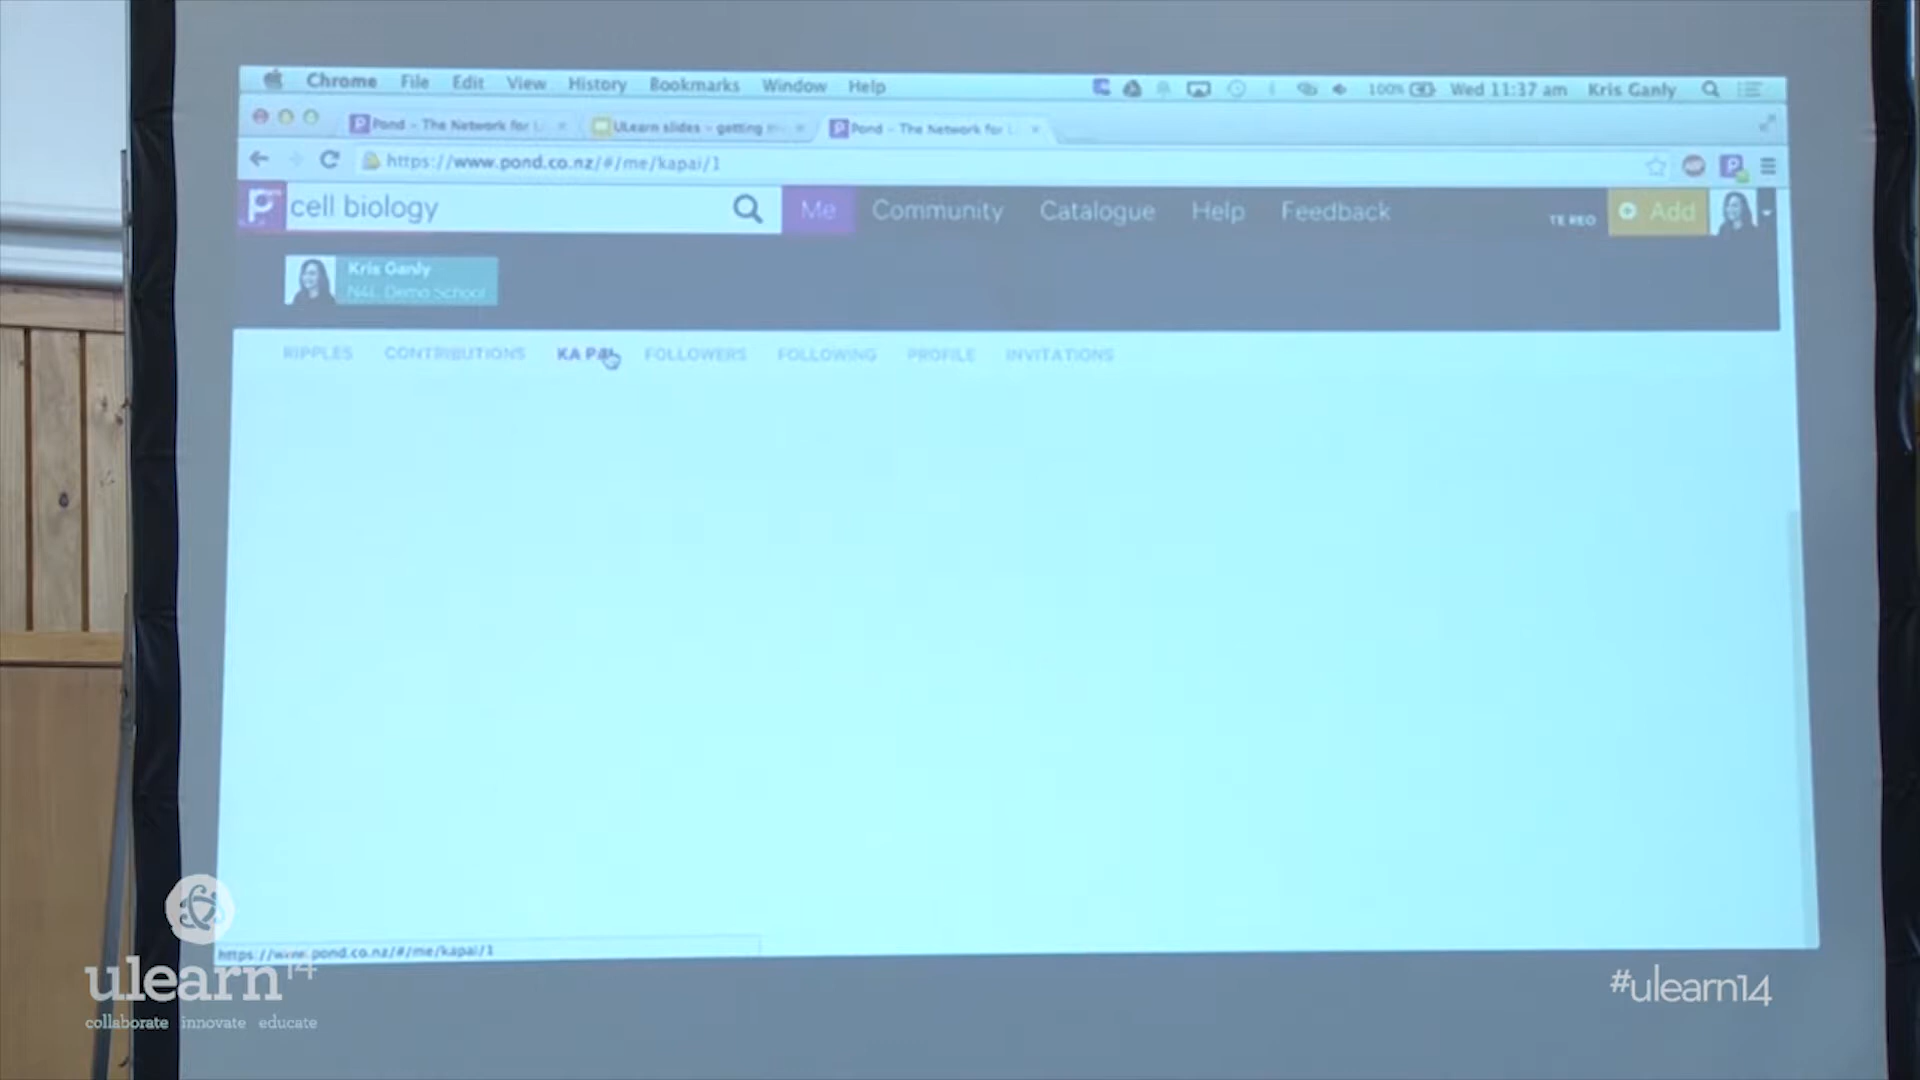 Chrome File Edit View History Bookmarks Window Help 100% Wed 11:37 am Kris Ganly
Pond - The Network for L ULearn slides - getting Pond - The Network for L
https://www.pond.co.nz/#/me/kapai/1
cell biology Me Community Catalogue Help Feedback TE REO Add
Kris Ganly
N4L Demo School
RIPPLES CONTRIBUTIONS KA PAI FOLLOWERS FOLLOWING PROFILE INVITATIONS
https://www.pond.co.nz/#/me/kapai/1
ulearn14
collaborate innovate educate
#ulearn14